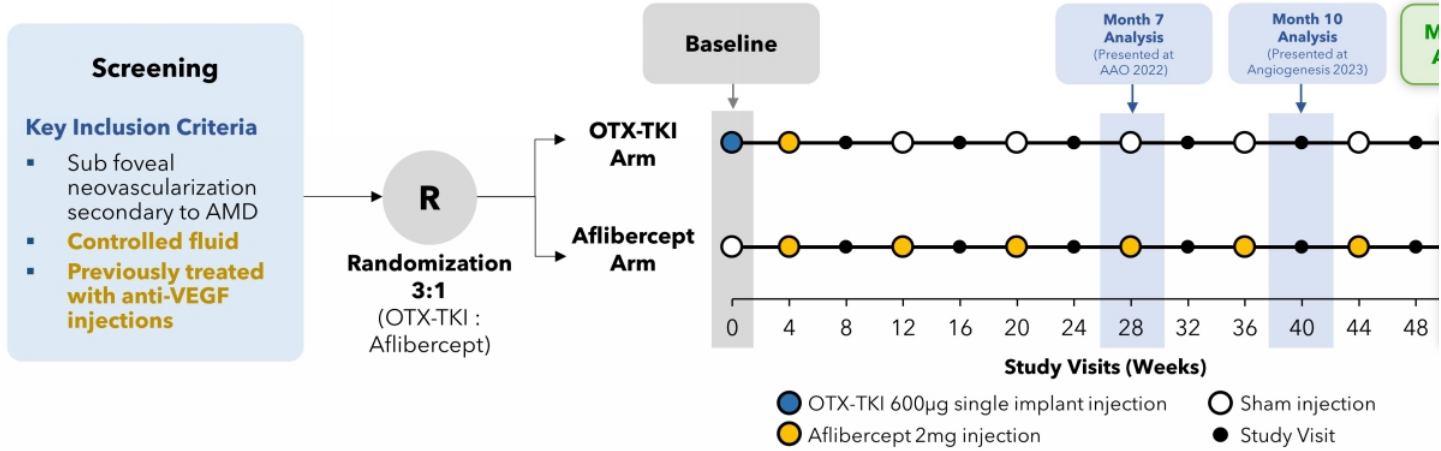 Screening
Key Inclusion Criteria
▪ Sub foveal
neovascularization
secondary to AMD
▪ Controlled fluid
▪ Previously treated
with anti-VEGF
injections
R
Randomization
3:1
(OTX-TKI :
Aflibercept)
Baseline
Month 7
Analysis
(Presented at
AAO 2022)
Month 10
Analysis
(Presented at
Angiogenesis 2023)
OTX-TKI
Arm
Aflibercept
Arm
0 4 8 12 16 20 24 28 32 36 40 44 48
Study Visits (Weeks)
OTX-TKI 600µg single implant injection
Sham injection
Aflibercept 2mg injection
Study Visit